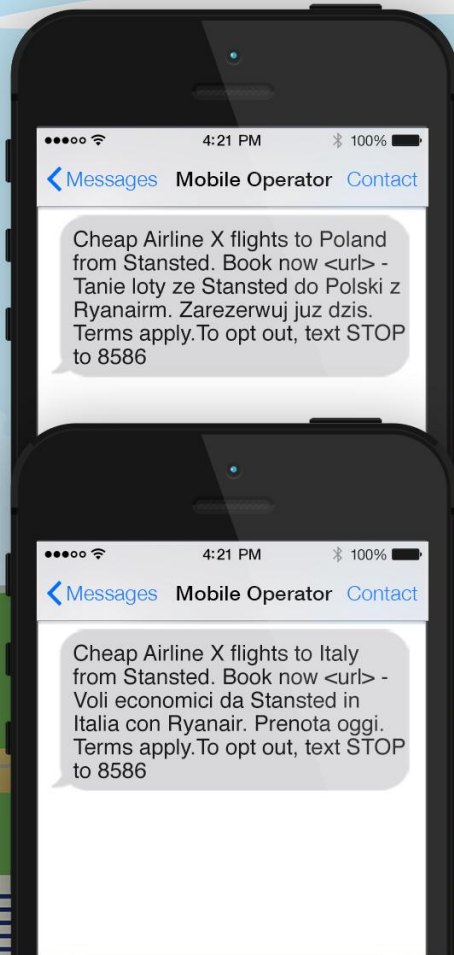 4:21 PM 100%
Messages Mobile Operator Contact
Cheap Airline X flights to Poland
from Stansted. Book now <url> -
Tanie loty ze Stansted do Polski z
Ryanairm. Zarezerwuj juz dzis.
Terms apply.To opt out, text STOP
to 8586
4:21 PM 100%
Messages Mobile Operator Contact
Cheap Airline X flights to Italy
from Stansted. Book now <url> -
Voli economici da Stansted in
Italia con Ryanair. Prenota oggi.
Terms apply.To opt out, text STOP
to 8586